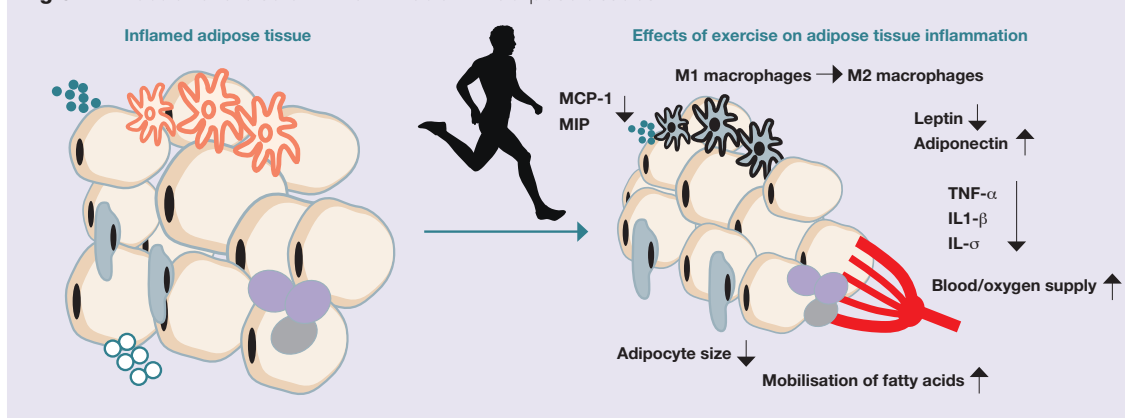 Inflamed adipose tissue
Effects of exercise on adipose tissue inflammation
M1 macrophages → M2 macrophages
MCP-1 ↓
MIP
Leptin ↓
Adiponectin ↑
TNF-α ↓
IL1-β
IL-σ
Blood/oxygen supply ↑
Adipocyte size ↓
Mobilisation of fatty acids ↑